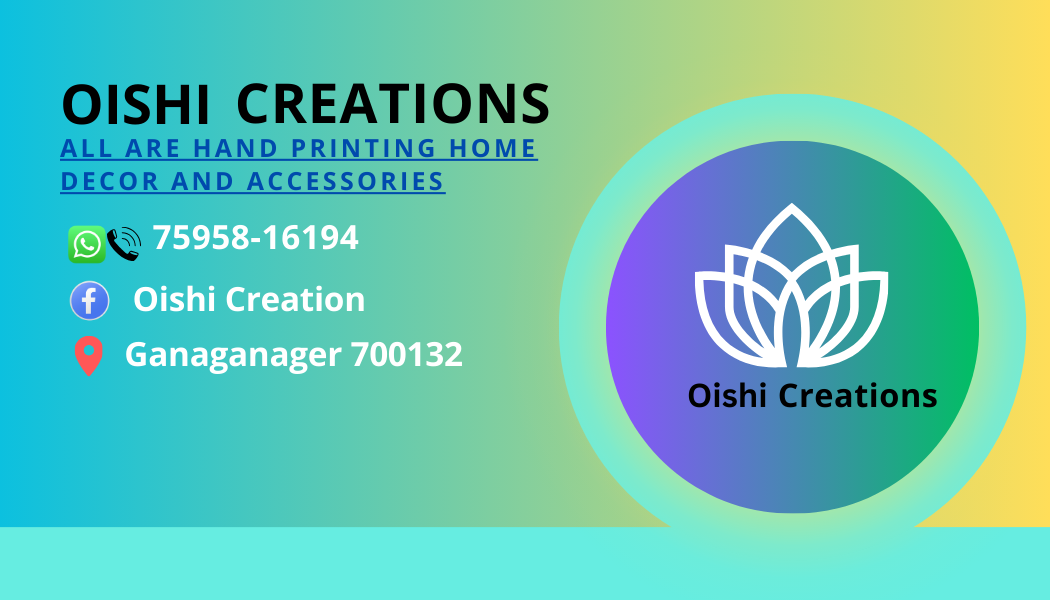 OISHI CREATIONS
ALL ARE HAND PRINTING HOME
DECOR AND ACCESSORIES
75958-16194
Oishi Creation
Ganaganager 700132
Oishi Creations